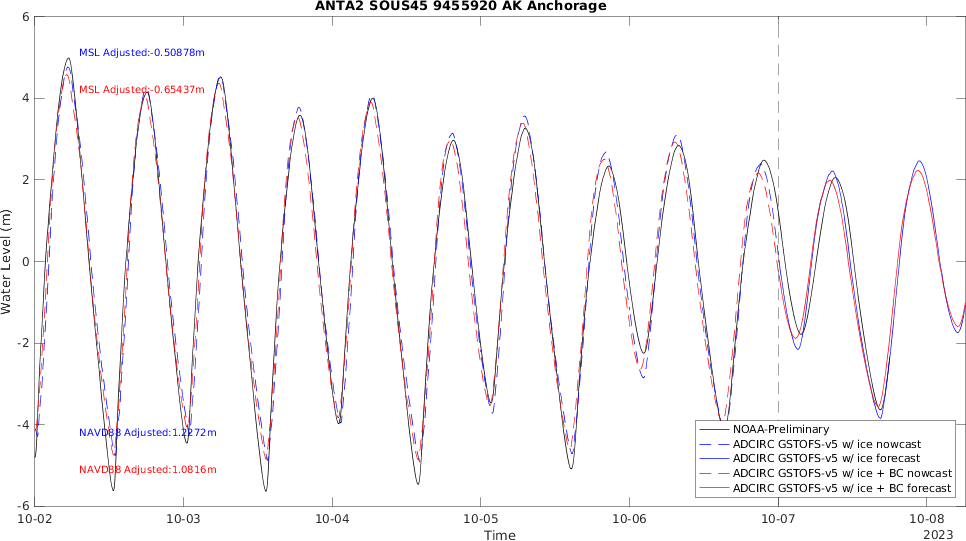 ANTA2 SOUS45 9455920 AK Anchorage
6
MSL Adjusted:-0.50878m
MSL Adjusted:-0.65437m
4
2
0
-2
-4
-6
Water Level (m)
NAVD88 Adjusted:1.2272m
NAVD88 Adjusted:1.0816m
NOAA-Preliminary
ADCIRC GSTOFS-v5 w/ ice nowcast
ADCIRC GSTOFS-v5 w/ ice forecast
ADCIRC GSTOFS-v5 w/ ice + BC nowcast
ADCIRC GSTOFS-v5 w/ ice + BC forecast
10-02 10-03 10-04 10-05 10-06 10-07 10-08
Time
2023